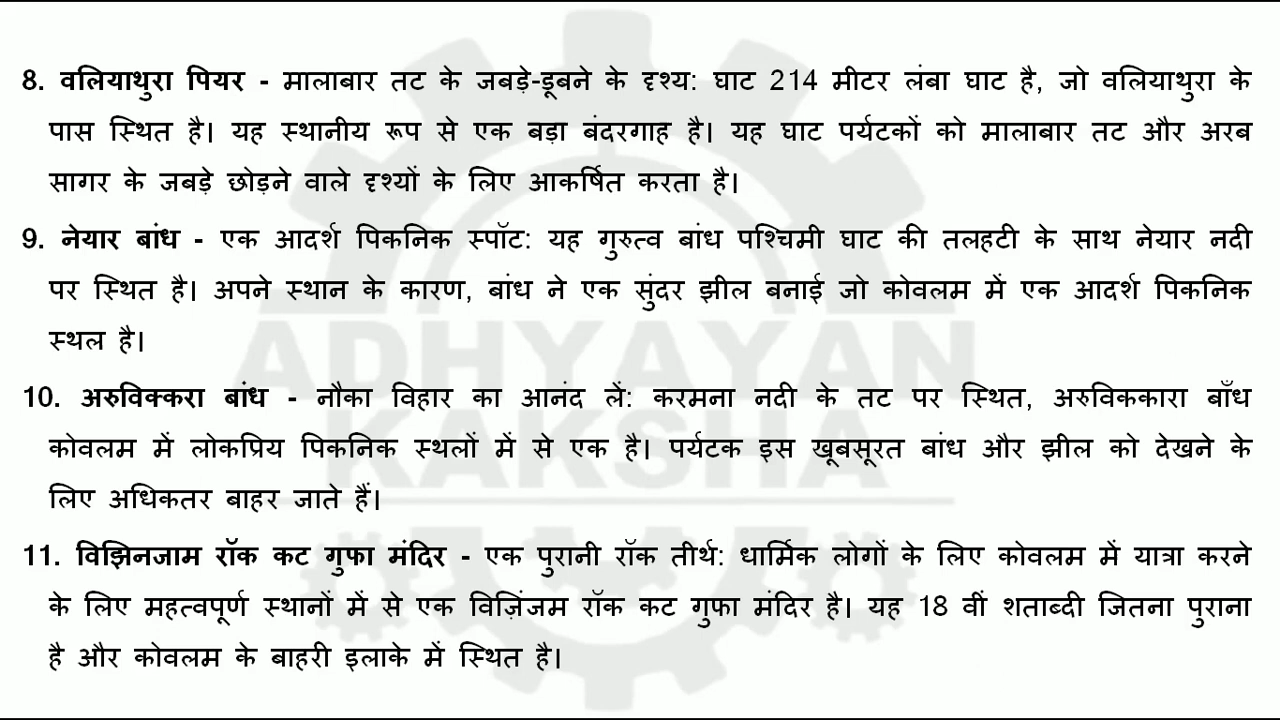 8. वलियाथुरा पियर - मालाबार तट के जबड़े-डूबने के दृश्य: घाट 214 मीटर लंबा घाट है, जो वलियाथुरा के
पास स्थित है। यह स्थानीय रूप से एक बड़ा बंदरगाह है। यह घाट पर्यटकों को मालाबार तट और अरब
सागर के जबड़े छोड़ने वाले दृश्यों के लिए आकर्षित करता है।
9. नेयार बांध - एक आदर्श पिकनिक स्पॉट: यह गुरुत्व बांध पश्चिमी घाट की तलहटी के साथ नेयार नदी
पर स्थित है। अपने स्थान के कारण, बांध ने एक सुंदर झील बनाई जो कोवलम में एक आदर्श पिकनिक
स्थल है।
10. अरुविक्करा बांध - नौका विहार का आनंद लें: करमना नदी के तट पर स्थित, अरुविककारा बाँध
कोवलम में लोकप्रिय पिकनिक स्थलों में से एक है। पर्यटक इस खूबसूरत बांध और झील को देखने के
लिए अधिकतर बाहर जाते हैं।
11. विझिनजाम रॉक कट गुफा मंदिर - एक पुरानी रॉक तीर्थ: धार्मिक लोगों के लिए कोवलम में यात्रा करने
के लिए महत्वपूर्ण स्थानों में से एक विज़िंजम रॉक कट गुफा मंदिर है। यह 18 वीं शताब्दी जितना पुराना
है और कोवलम के बाहरी इलाके में स्थित है।
ADHYAYAN
KAKSHA